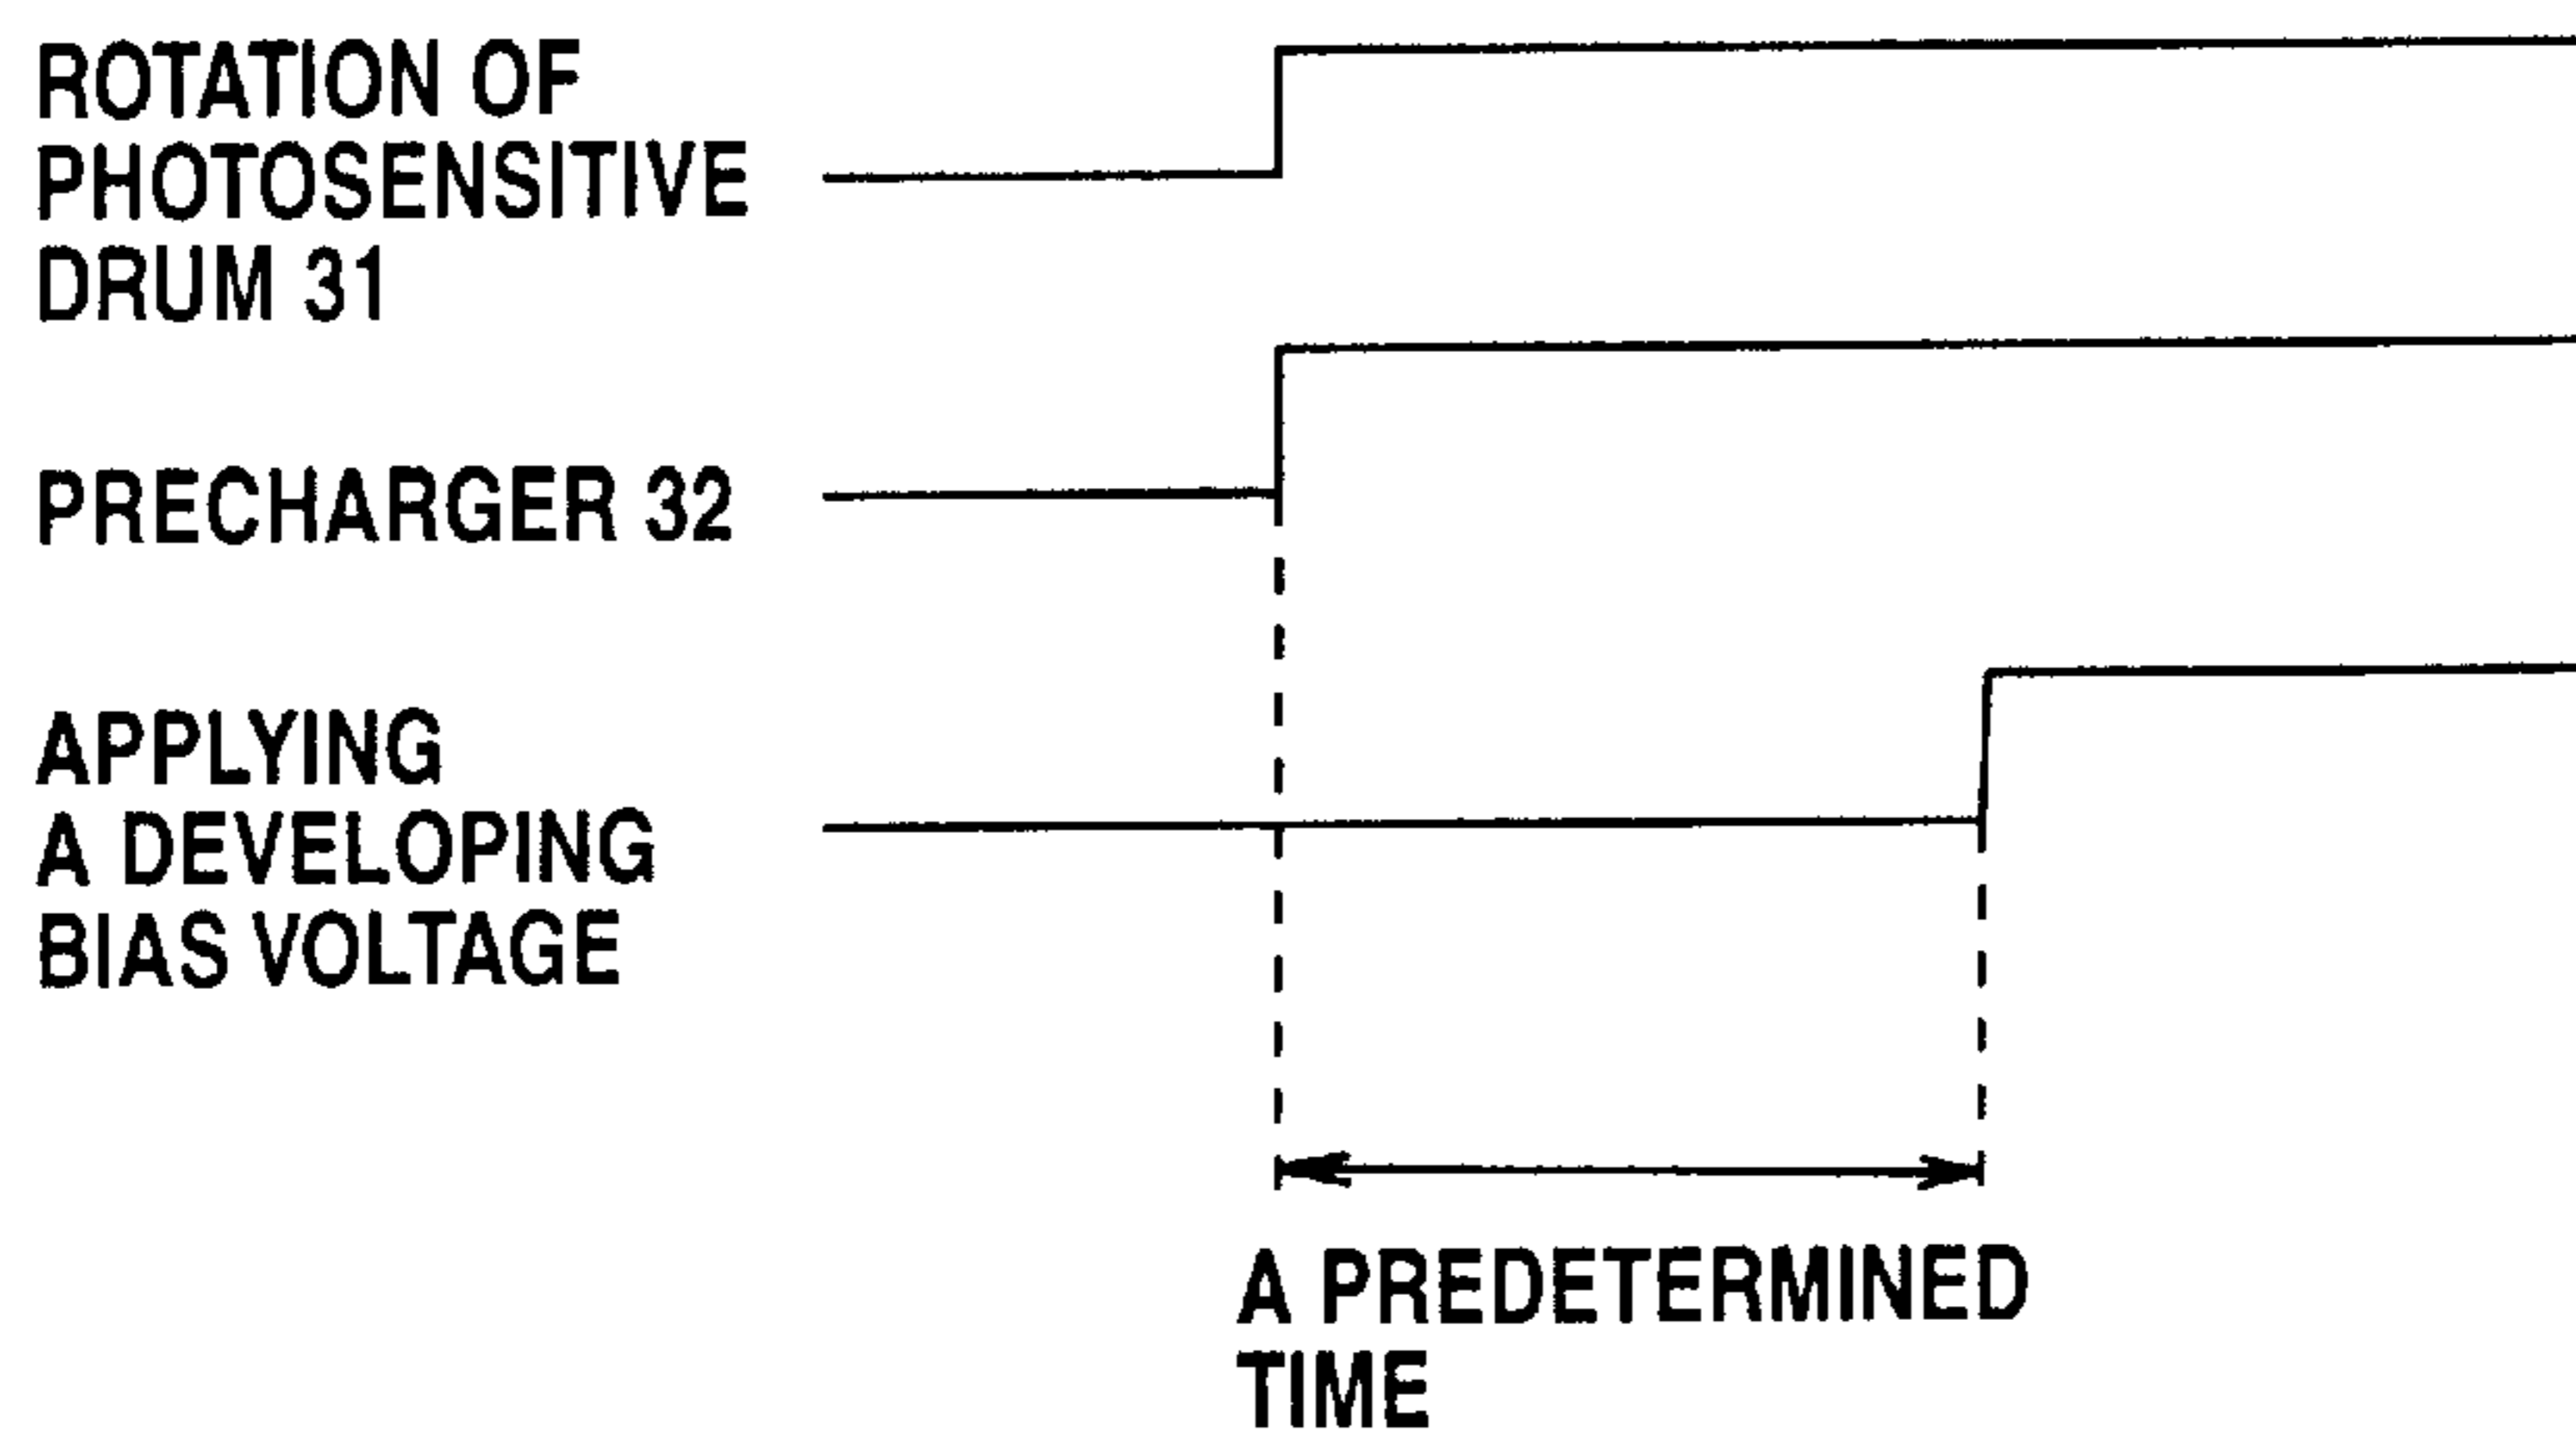 ROTATION OF
PHOTOSENSITIVE
DRUM 31
PRECHARGER 32
APPLYING
A DEVELOPING
BIAS VOLTAGE
A PREDETERMINED
TIME